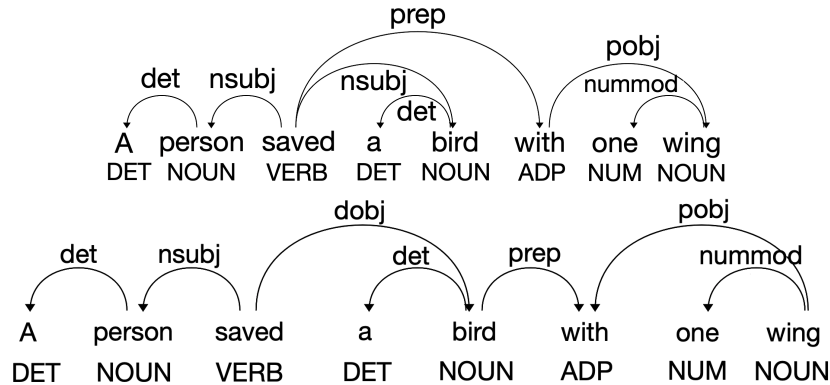 prep
pobj
det nsubj nsubj nummod
det
A person saved a bird with one wing
DET NOUN VERB DET NOUN ADP NUM NOUN
dobj pobj
det nsubj det prep nummod
A person saved a bird with one wing
DET NOUN VERB DET NOUN ADP NUM NOUN